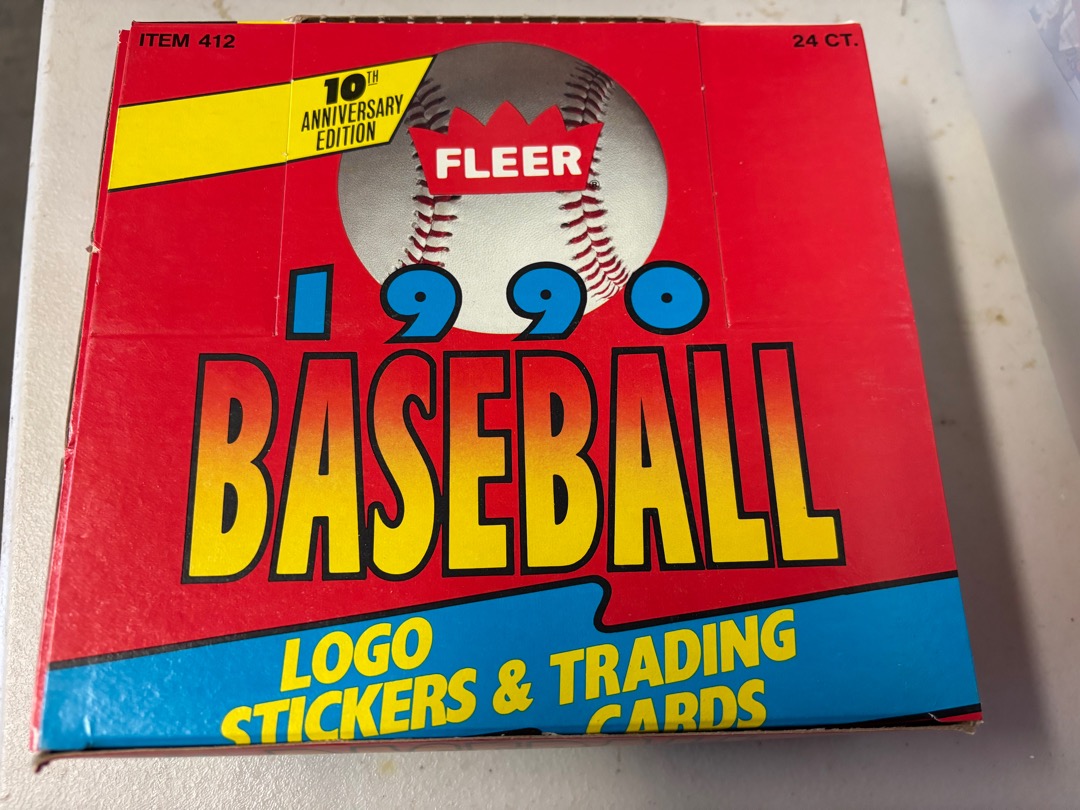 ITEM 412
24 CT.
10TH
ANNIVERSARY
EDITION
FLEER
®
1990
BASEBALL
LOGO
STICKERS & TRADING
CARDS